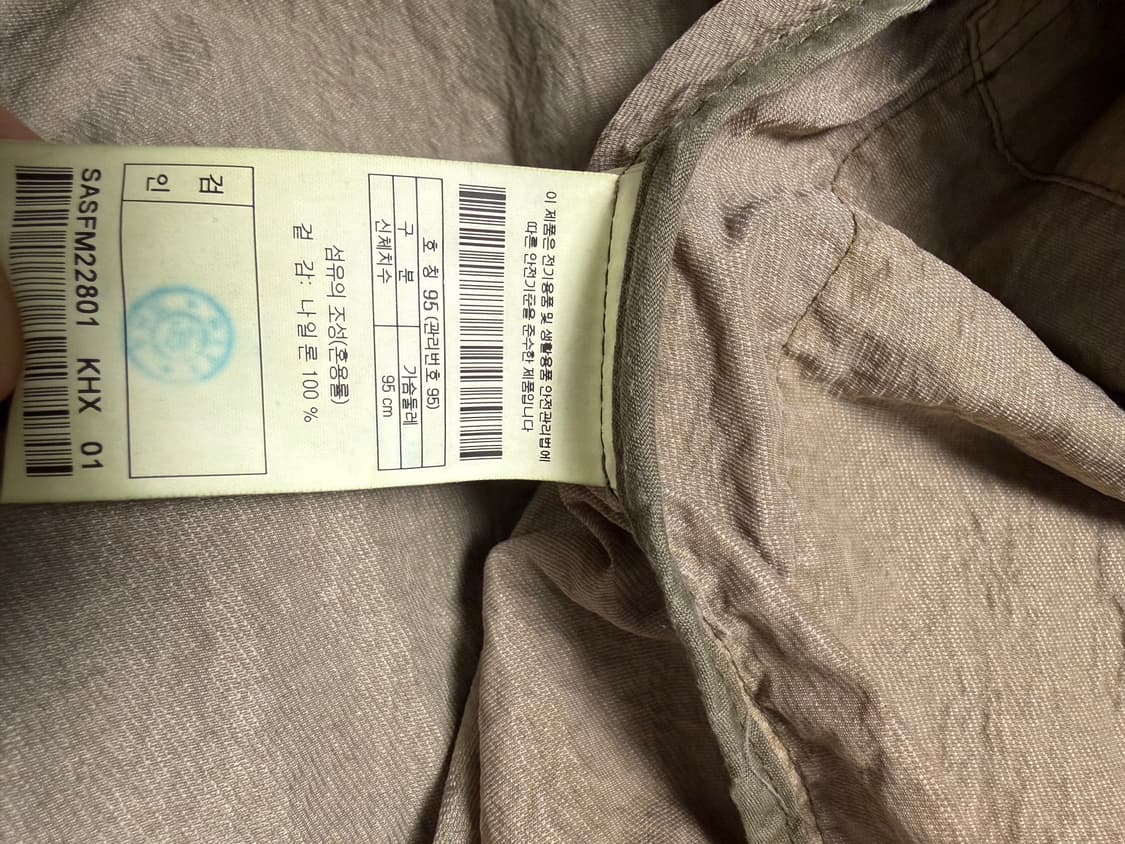 이 제품은 전기용품 및 생활용품 안전관리법에
따른 안전기준을 준수한 제품입니다
호 칭 95 (관리번호 95)
구 분 가슴둘레
신체치수 95 cm
섬유의 조성(혼용률)
겉 감: 나일론 100 %
검
인
SASFM22801 KHX 01